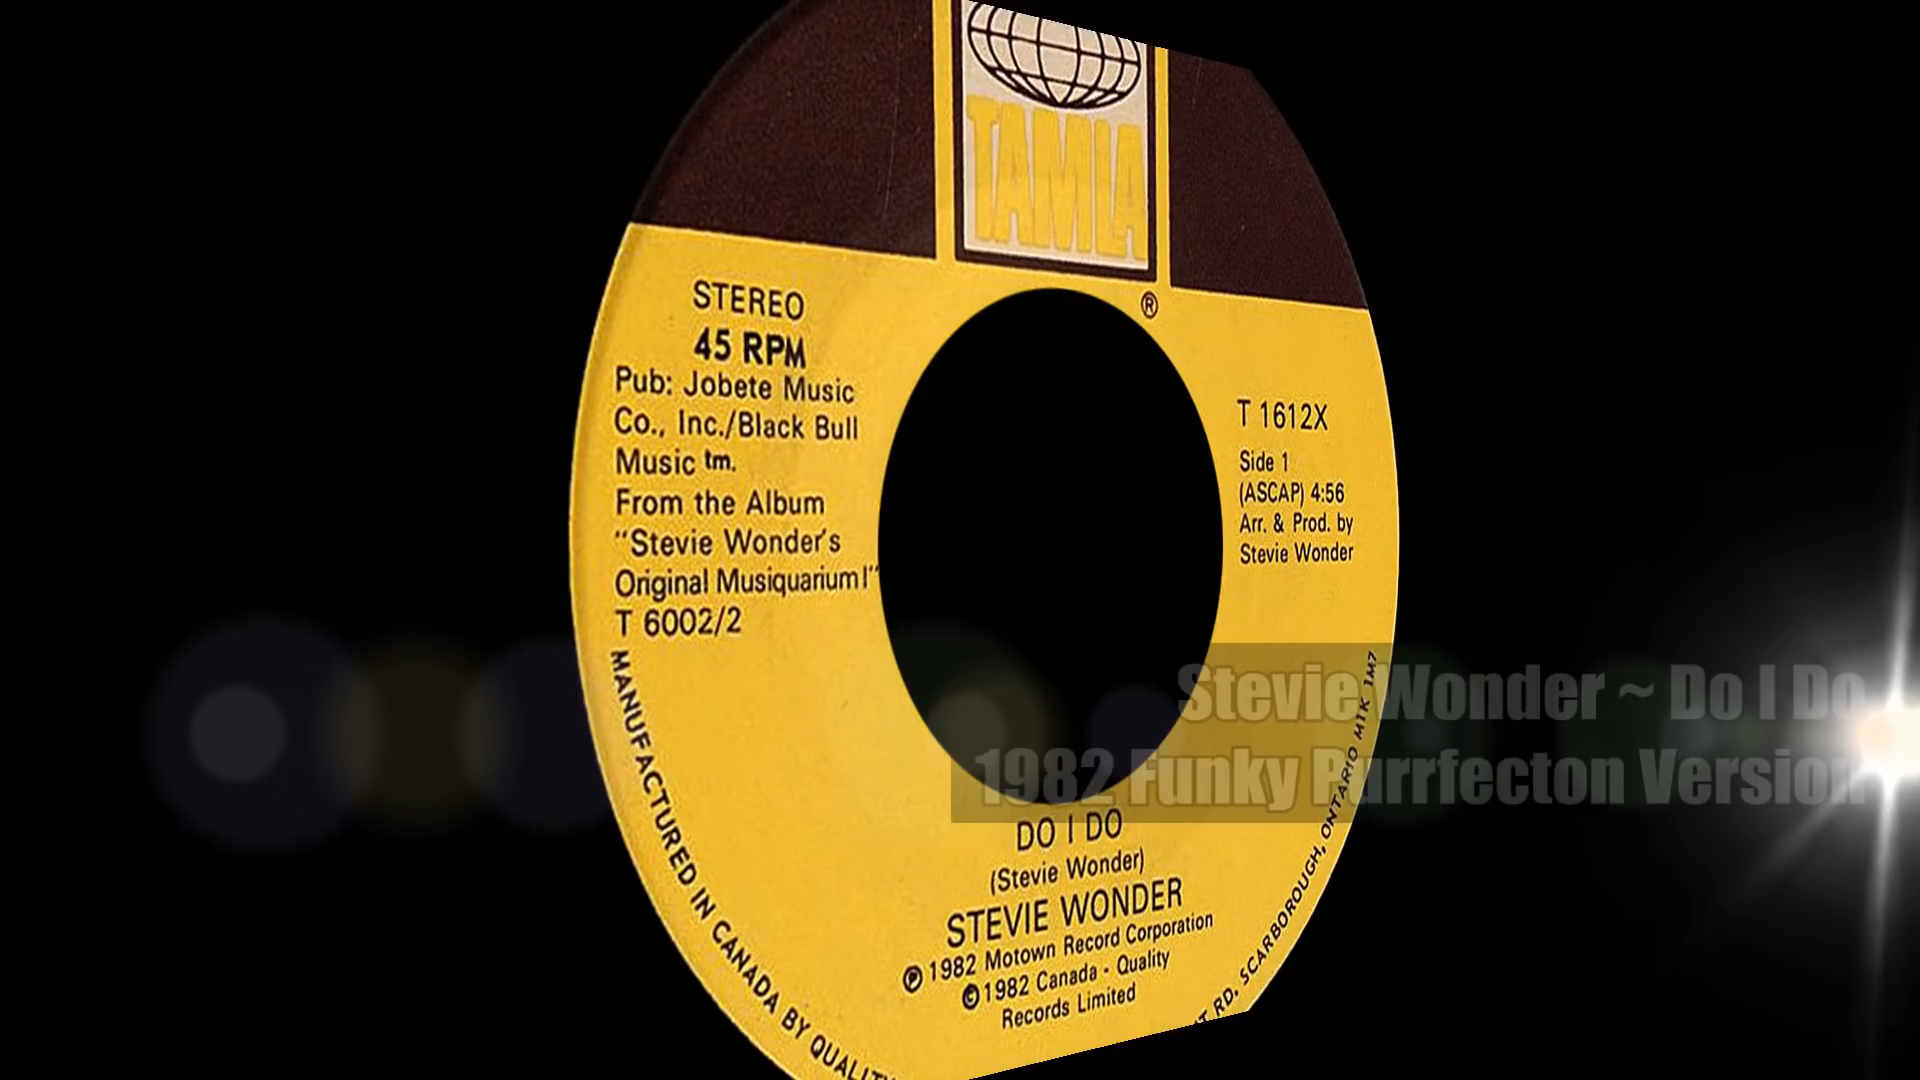 TAMLA
®
STEREO
45 RPM
Pub: Jobete Music
Co., Inc./Black Bull
Music tm.
From the Album
"Stevie Wonder's
Original Musiquarium I"
T 6002/2
T 1612X
Side 1
(ASCAP) 4:56
Arr. & Prod. by
Stevie Wonder
Stevie Wonder ~ Do I Do
1982 Funky Purrfecton Version
DO I DO
(Stevie Wonder)
STEVIE WONDER
℗ 1982 Motown Record Corporation
© 1982 Canada - Quality
Records Limited
MANUFACTURED IN CANADA BY QUALITY
RD. SCARBOROUGH, ONTARIO M1K 1M7